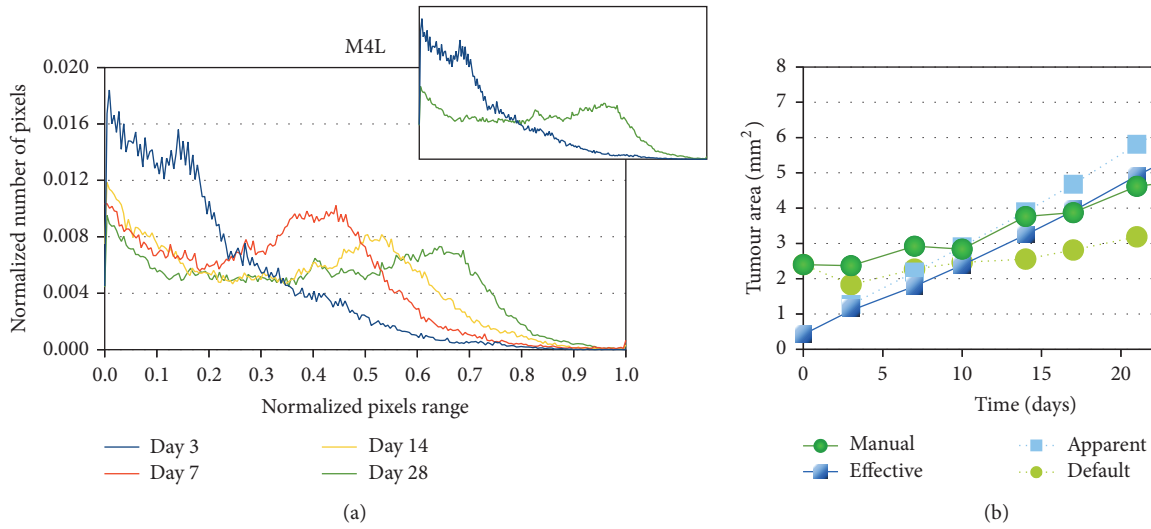 M4L
Normalized number of pixels
0.020
0.016
0.012
0.008
0.004
0.000
0.0 0.1 0.2 0.3 0.4 0.5 0.6 0.7 0.8 0.9 1.0
Normalized pixels range
Day 3
Day 14
Day 7
Day 28
(a)
Tumour area (mm²)
8
7
6
5
4
3
2
1
0
0 5 10 15 20
Time (days)
Manual
Apparent
Effective
Default
(b)